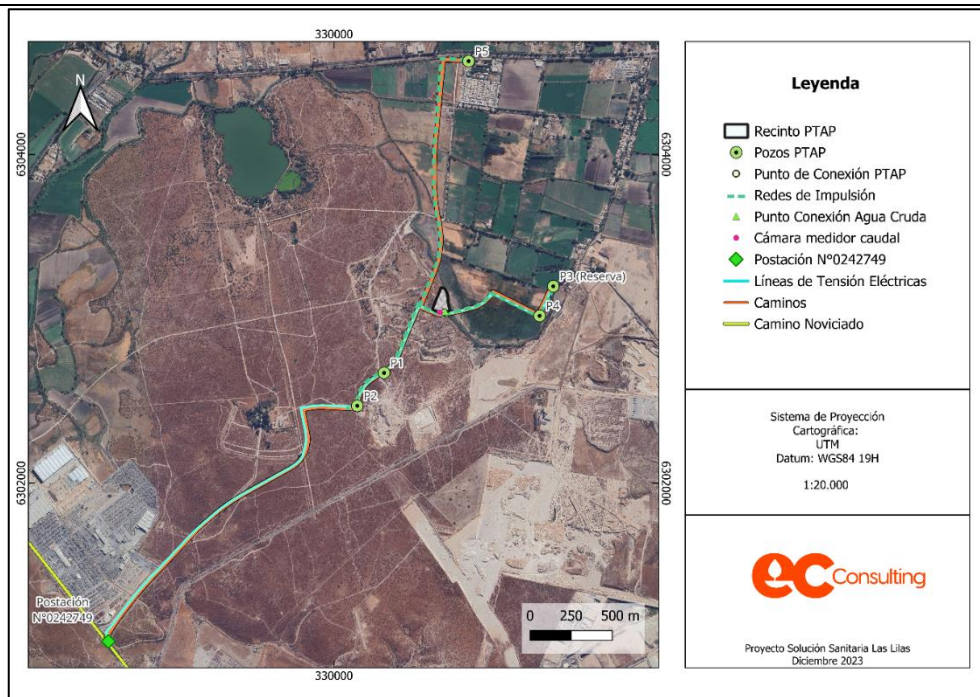 330000
6304000
6302000
N
P5
P3 (Reserva)
P4
P1
P2
Postación
N°0242749
0 250 500 m
6304000
6302000
330000
Leyenda
Recinto PTAP
Pozos PTAP
Punto de Conexión PTAP
Redes de Impulsión
Punto Conexión Agua Cruda
Cámara medidor caudal
Postación N°0242749
Líneas de Tensión Eléctricas
Caminos
Camino Noviciado
Sistema de Proyección
Cartográfica:
UTM
Datum: WGS84 19H
1:20.000
eC Consulting
Proyecto Solución Sanitaria Las Lilas
Diciembre 2023